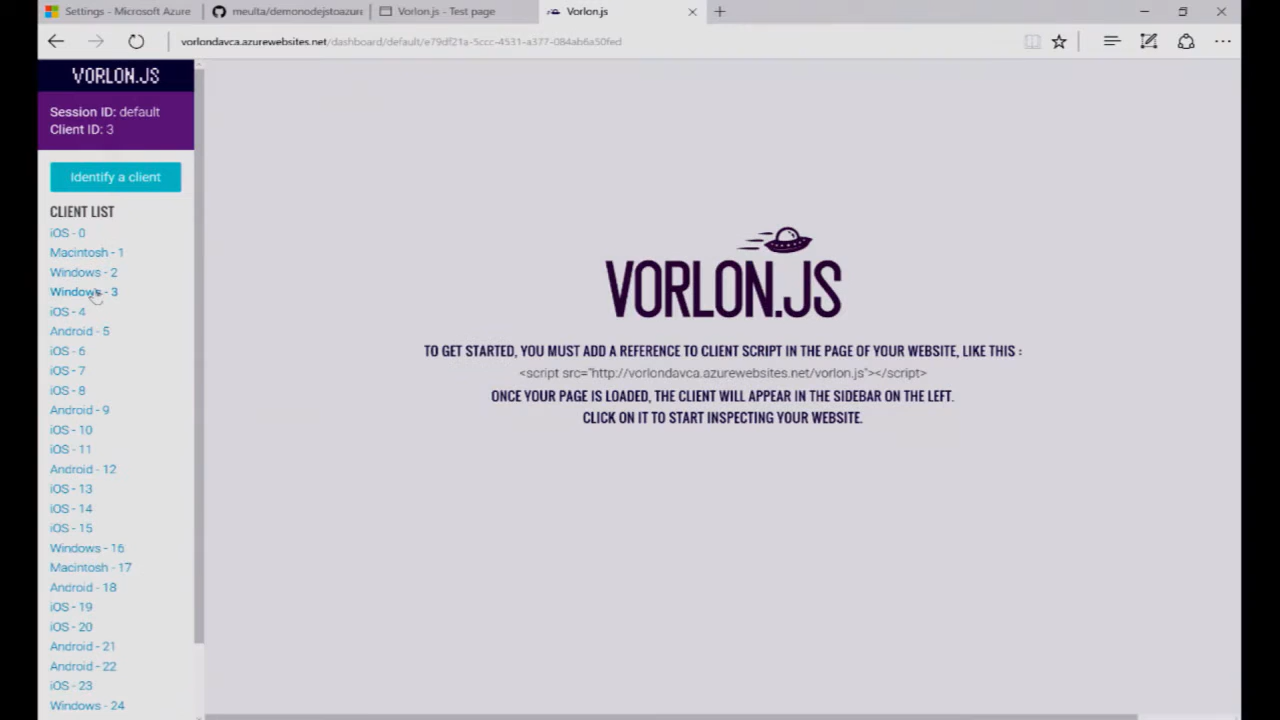 Settings - Microsoft Azure
meulta/demonodejstoazure
Vorlon.js - Test page
Vorlon.js
vorlondavca.azurewebsites.net/dashboard/default/e79df21a-5ccc-4531-a377-084ab6a50fed
VORLON.JS
Session ID: default
Client ID: 3
Identify a client
CLIENT LIST
iOS - 0
Macintosh - 1
Windows - 2
Windows - 3
iOS - 4
Android - 5
iOS - 6
iOS - 7
iOS - 8
Android - 9
iOS - 10
iOS - 11
Android - 12
iOS - 13
iOS - 14
iOS - 15
Windows - 16
Macintosh - 17
Android - 18
iOS - 19
iOS - 20
Android - 21
Android - 22
iOS - 23
Windows - 24
VORLON.JS
TO GET STARTED, YOU MUST ADD A REFERENCE TO CLIENT SCRIPT IN THE PAGE OF YOUR WEBSITE, LIKE THIS :
<script src="http://vorlondavca.azurewebsites.net/vorlon.js"></script>
ONCE YOUR PAGE IS LOADED, THE CLIENT WILL APPEAR IN THE SIDEBAR ON THE LEFT.
CLICK ON IT TO START INSPECTING YOUR WEBSITE.